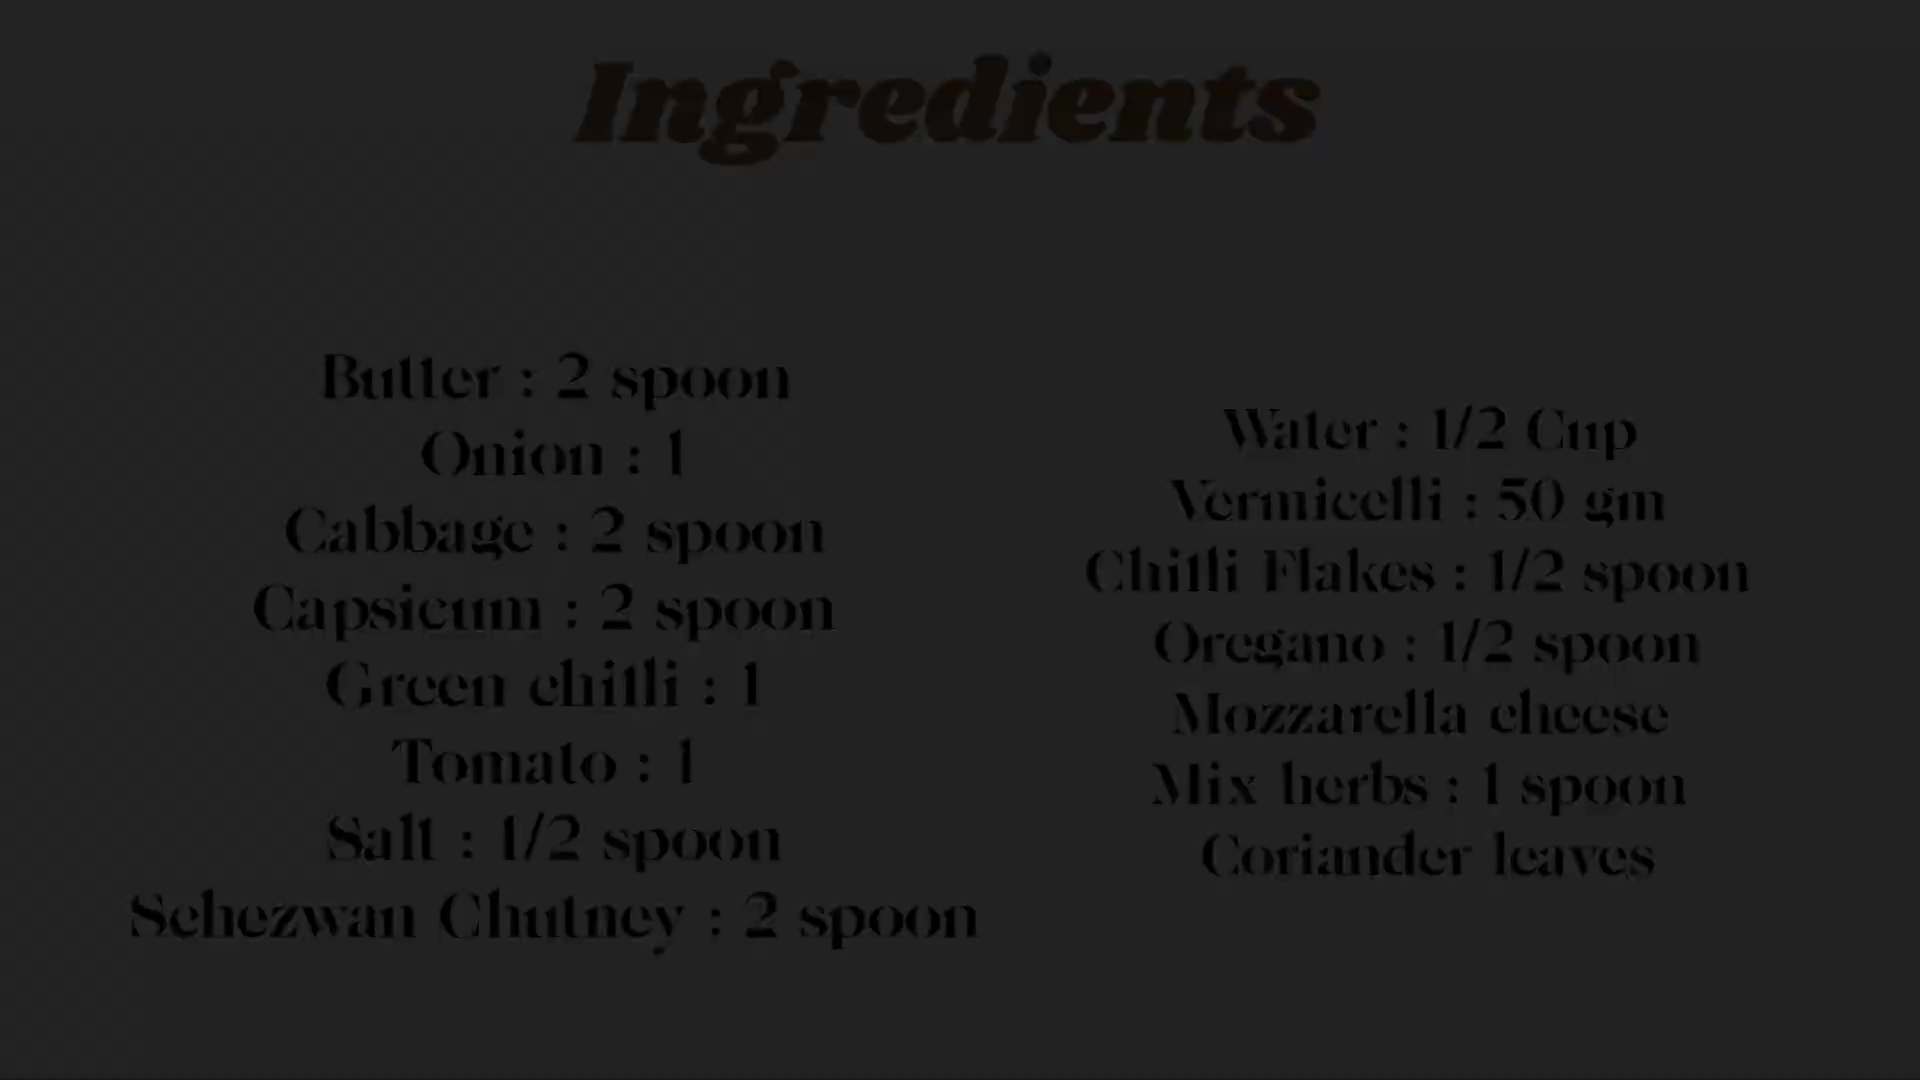 Ingredients
Butter : 2 spoon
Onion : 1
Cabbage : 2 spoon
Capsicum : 2 spoon
Green chitli : 1
Tomato : 1
Salt : 1/2 spoon
Schezwan Chutney : 2 spoon
Water : 1/2 Cup
Vermicelli : 50 gm
Chitli Flakes : 1/2 spoon
Oregano : 1/2 spoon
Mozzarella cheese
Mix herbs : 1 spoon
Coriander leaves